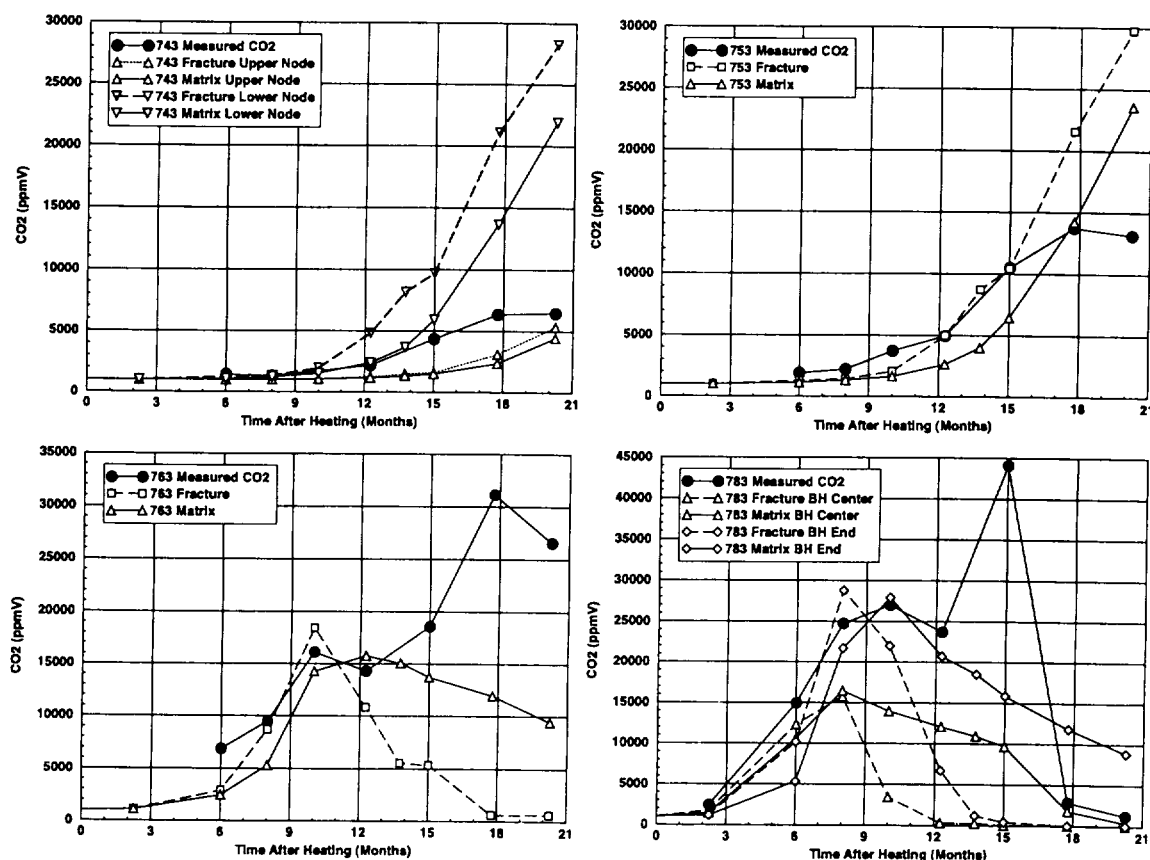 30000
25000
20000
15000
10000
5000
0
CO2 (ppmV)
743 Measured CO2
743 Fracture Upper Node
743 Matrix Upper Node
743 Fracture Lower Node
743 Matrix Lower Node
0 3 6 9 12 15 18 21
Time After Heating (Months)
30000
25000
20000
15000
10000
5000
0
CO2 (ppmV)
753 Measured CO2
753 Fracture
753 Matrix
0 3 6 9 12 15 18 21
Time After Heating (Months)
35000
30000
25000
20000
15000
10000
5000
0
CO2 (ppmV)
763 Measured CO2
763 Fracture
763 Matrix
0 3 6 9 12 15 18 21
Time After Heating (Months)
45000
40000
35000
30000
25000
20000
15000
10000
5000
0
CO2 (ppmV)
783 Measured CO2
783 Fracture BH Center
783 Matrix BH Center
783 Fracture BH End
783 Matrix BH End
0 3 6 9 12 15 18 21
Time After Heating (Months)